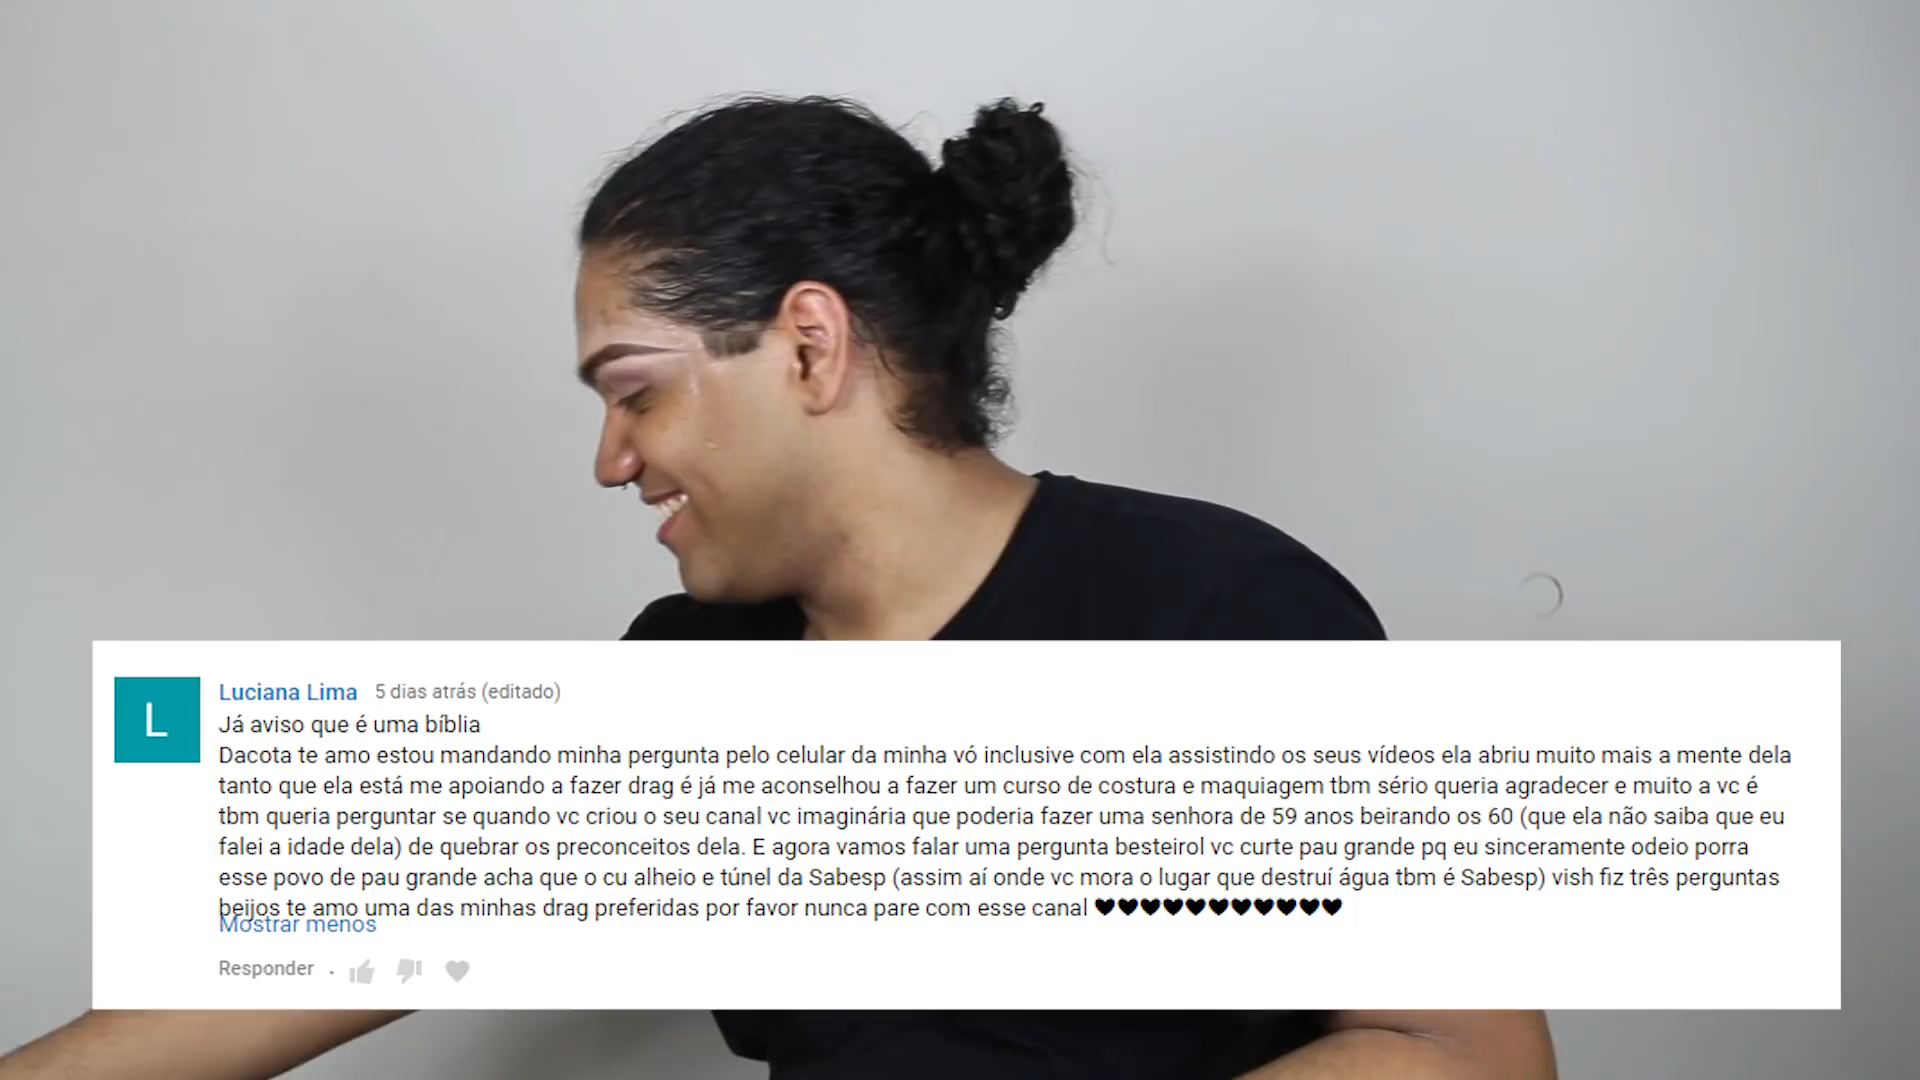 L
Luciana Lima 5 dias atrás (editado)
Já aviso que é uma bíblia
Dacota te amo estou mandando minha pergunta pelo celular da minha vó inclusive com ela assistindo os seus vídeos ela abriu muito mais a mente dela
tanto que ela está me apoiando a fazer drag é já me aconselhou a fazer um curso de costura e maquiagem tbm sério queria agradecer e muito a vc é
tbm queria perguntar se quando vc criou o seu canal vc imaginária que poderia fazer uma senhora de 59 anos beirando os 60 (que ela não saiba que eu
falei a idade dela) de quebrar os preconceitos dela. E agora vamos falar uma pergunta besteirol vc curte pau grande pq eu sinceramente odeio porra
esse povo de pau grande acha que o cu alheio e túnel da Sabesp (assim aí onde vc mora o lugar que destruí água tbm é Sabesp) vish fiz três perguntas
beijos te amo uma das minhas drag preferidas por favor nunca pare com esse canal ♥♥♥♥♥♥♥♥♥♥♥
Mostrar menos
Responder .